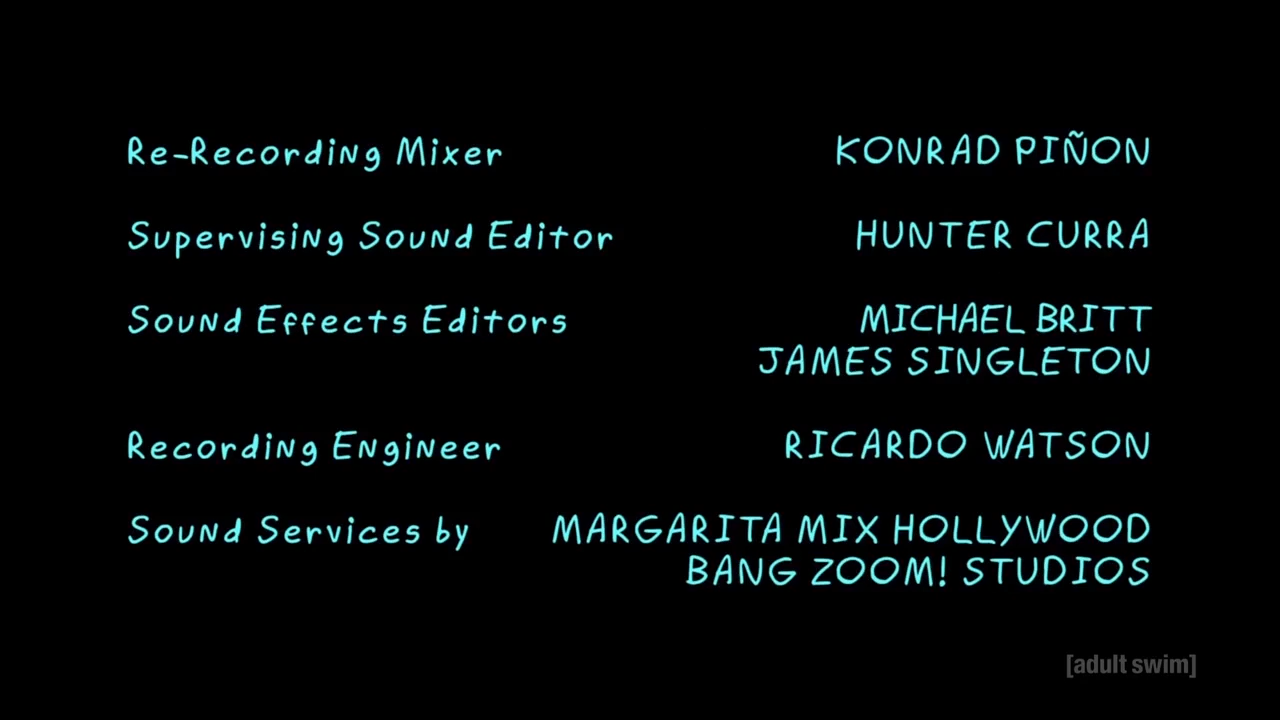 Re-Recording Mixer KONRAD PIÑON
Supervising Sound Editor HUNTER CURRA
Sound Effects Editors MICHAEL BRITT
JAMES SINGLETON
Recording Engineer RICARDO WATSON
Sound Services by MARGARITA MIX HOLLYWOOD
BANG ZOOM! STUDIOS
[adult swim]